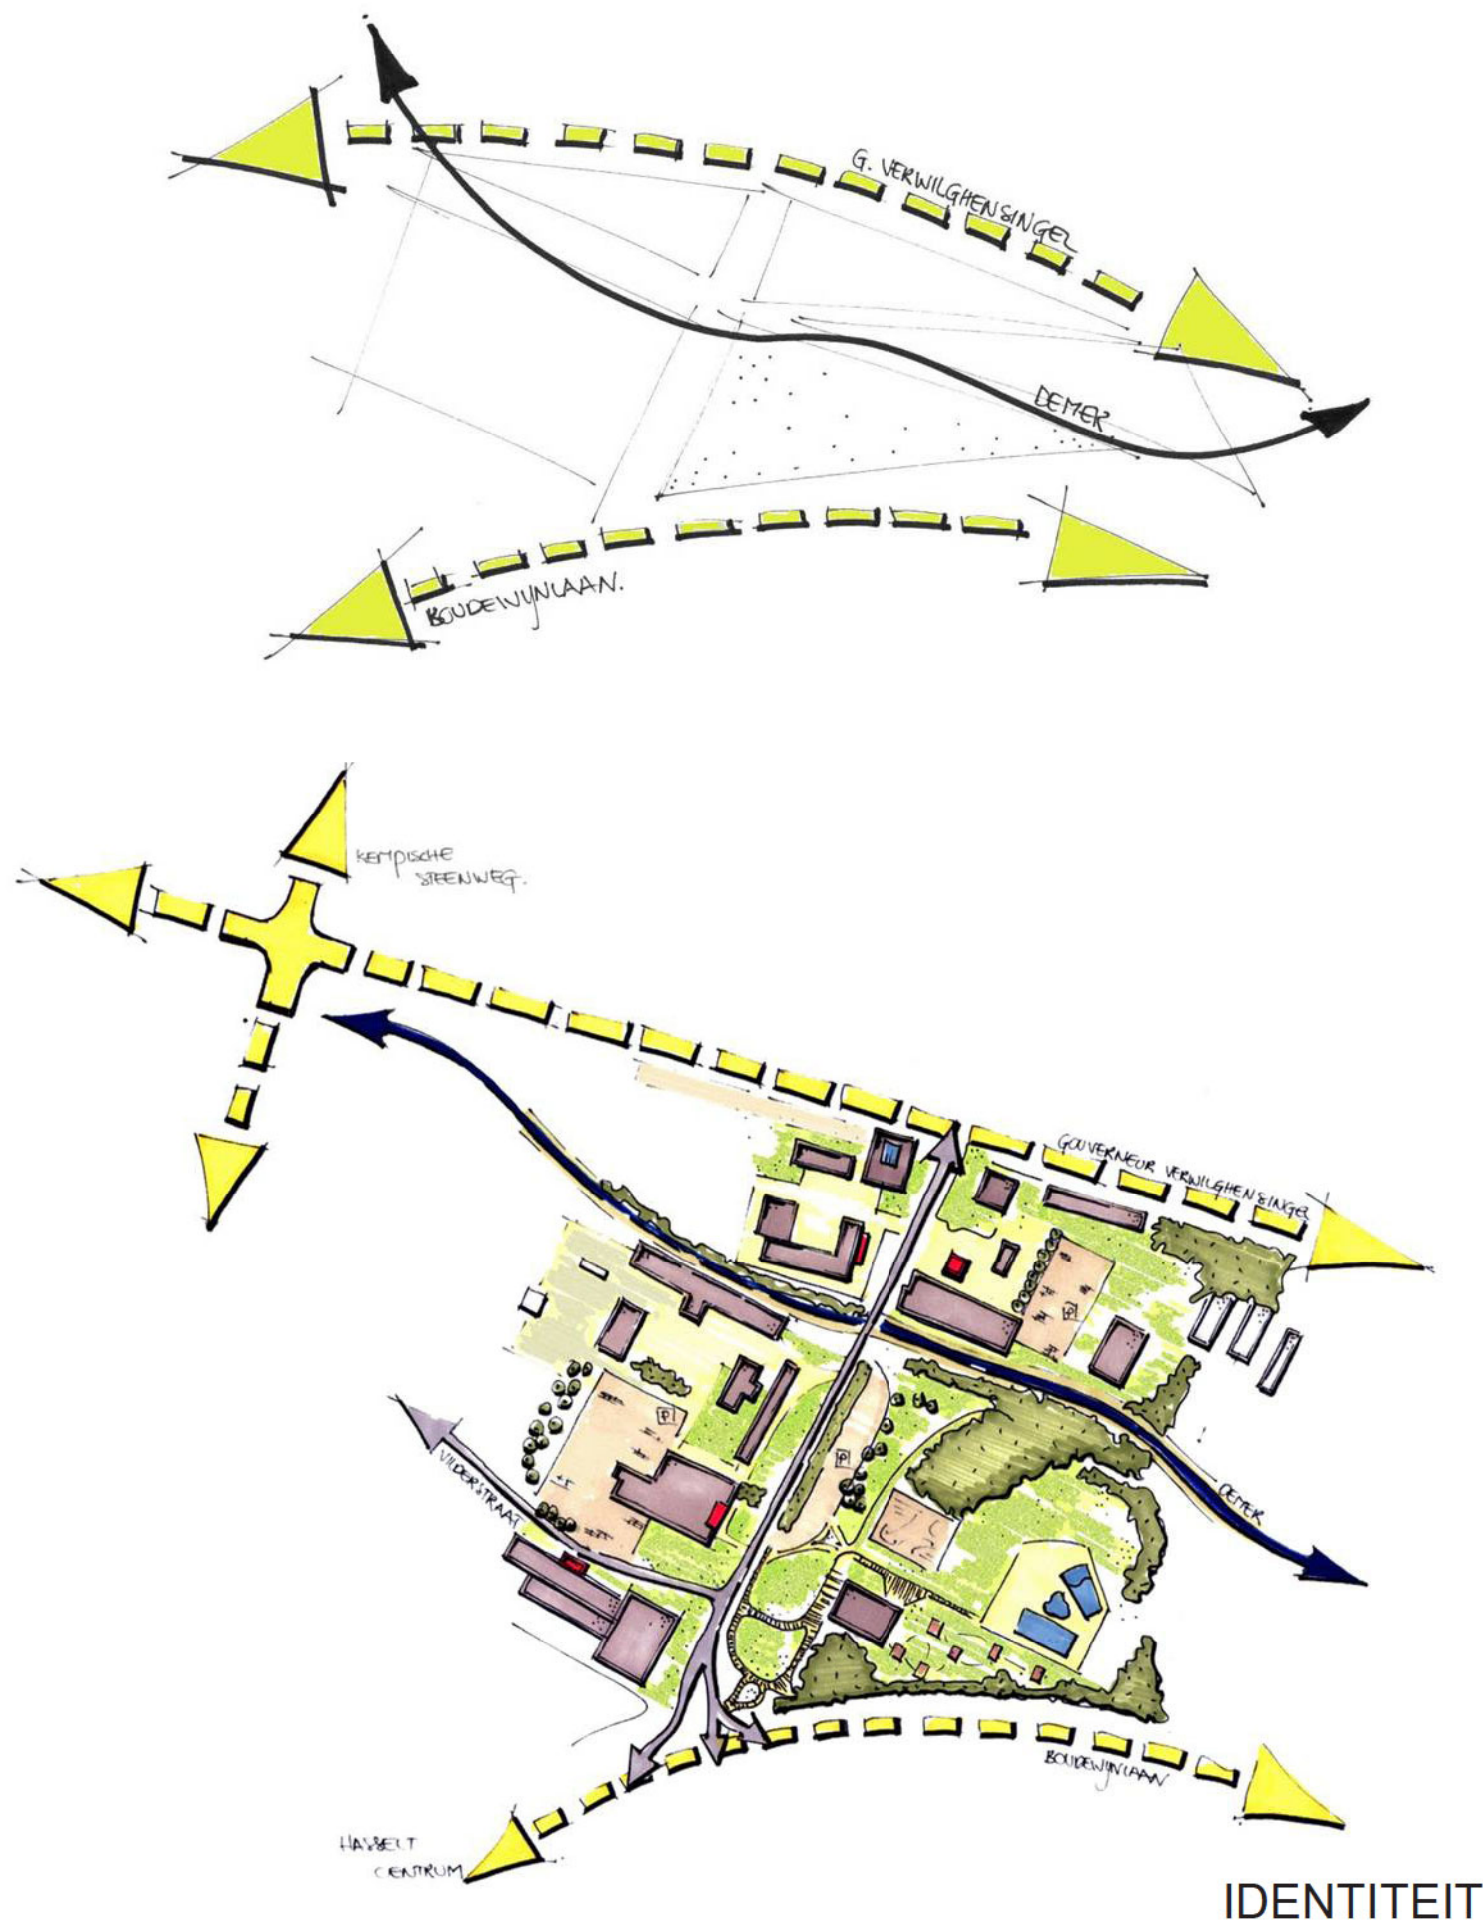 G. VERWILGHENSINGEL
DEMER
BOUDEWIJNLAAN.
KEMPISCHE
STEENWEG.
GOUVERNEUR VERWILGHENSINGEL
P
P
P
VILDERSTRAAT
DEMER
BOUDEWIJNLAAN
HASSELT
CENTRUM
IDENTITEIT